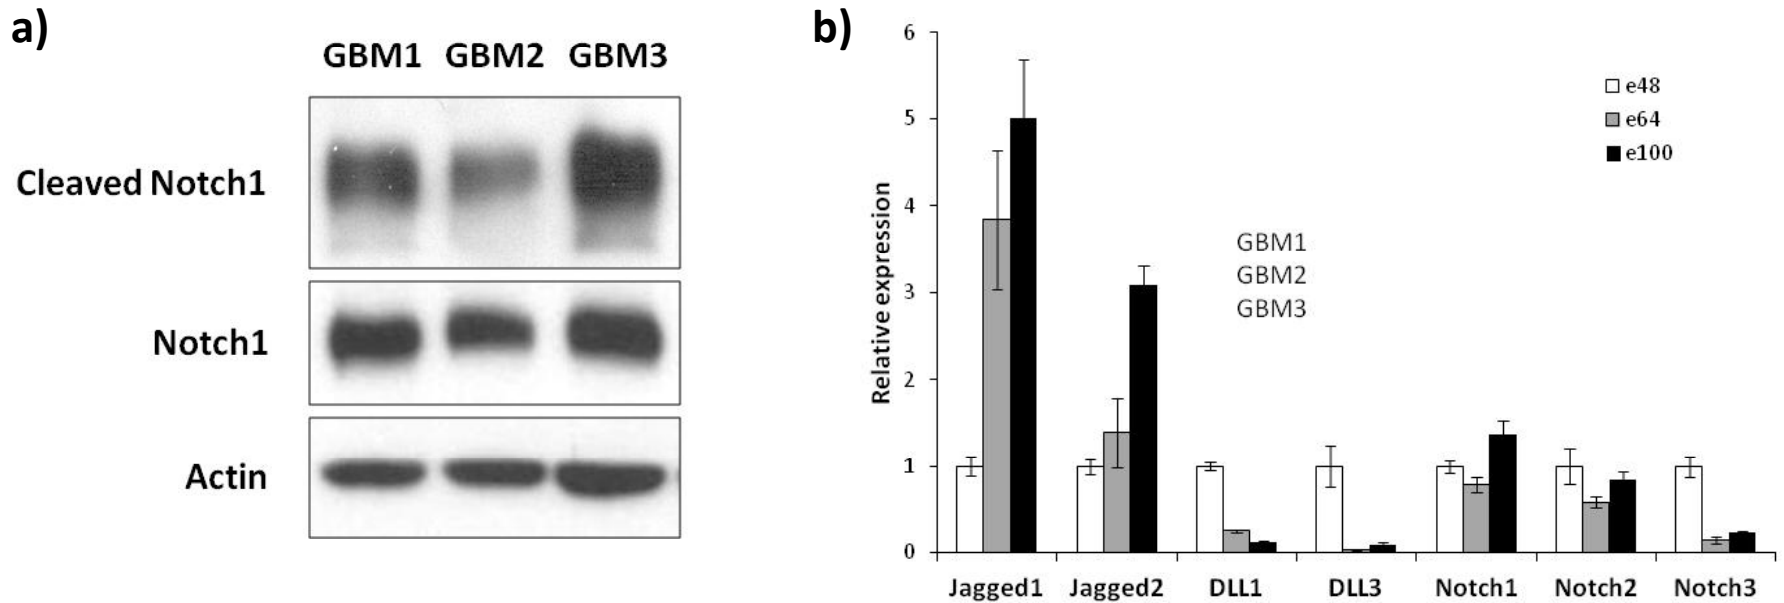 a)
GBM1 GBM2 GBM3
Cleaved Notch1
Notch1
Actin
b)
Relative expression
6
5
4
3
2
1
0
e48
e64
e100
GBM1
GBM2
GBM3
Jagged1 Jagged2 DLL1 DLL3 Notch1 Notch2 Notch3